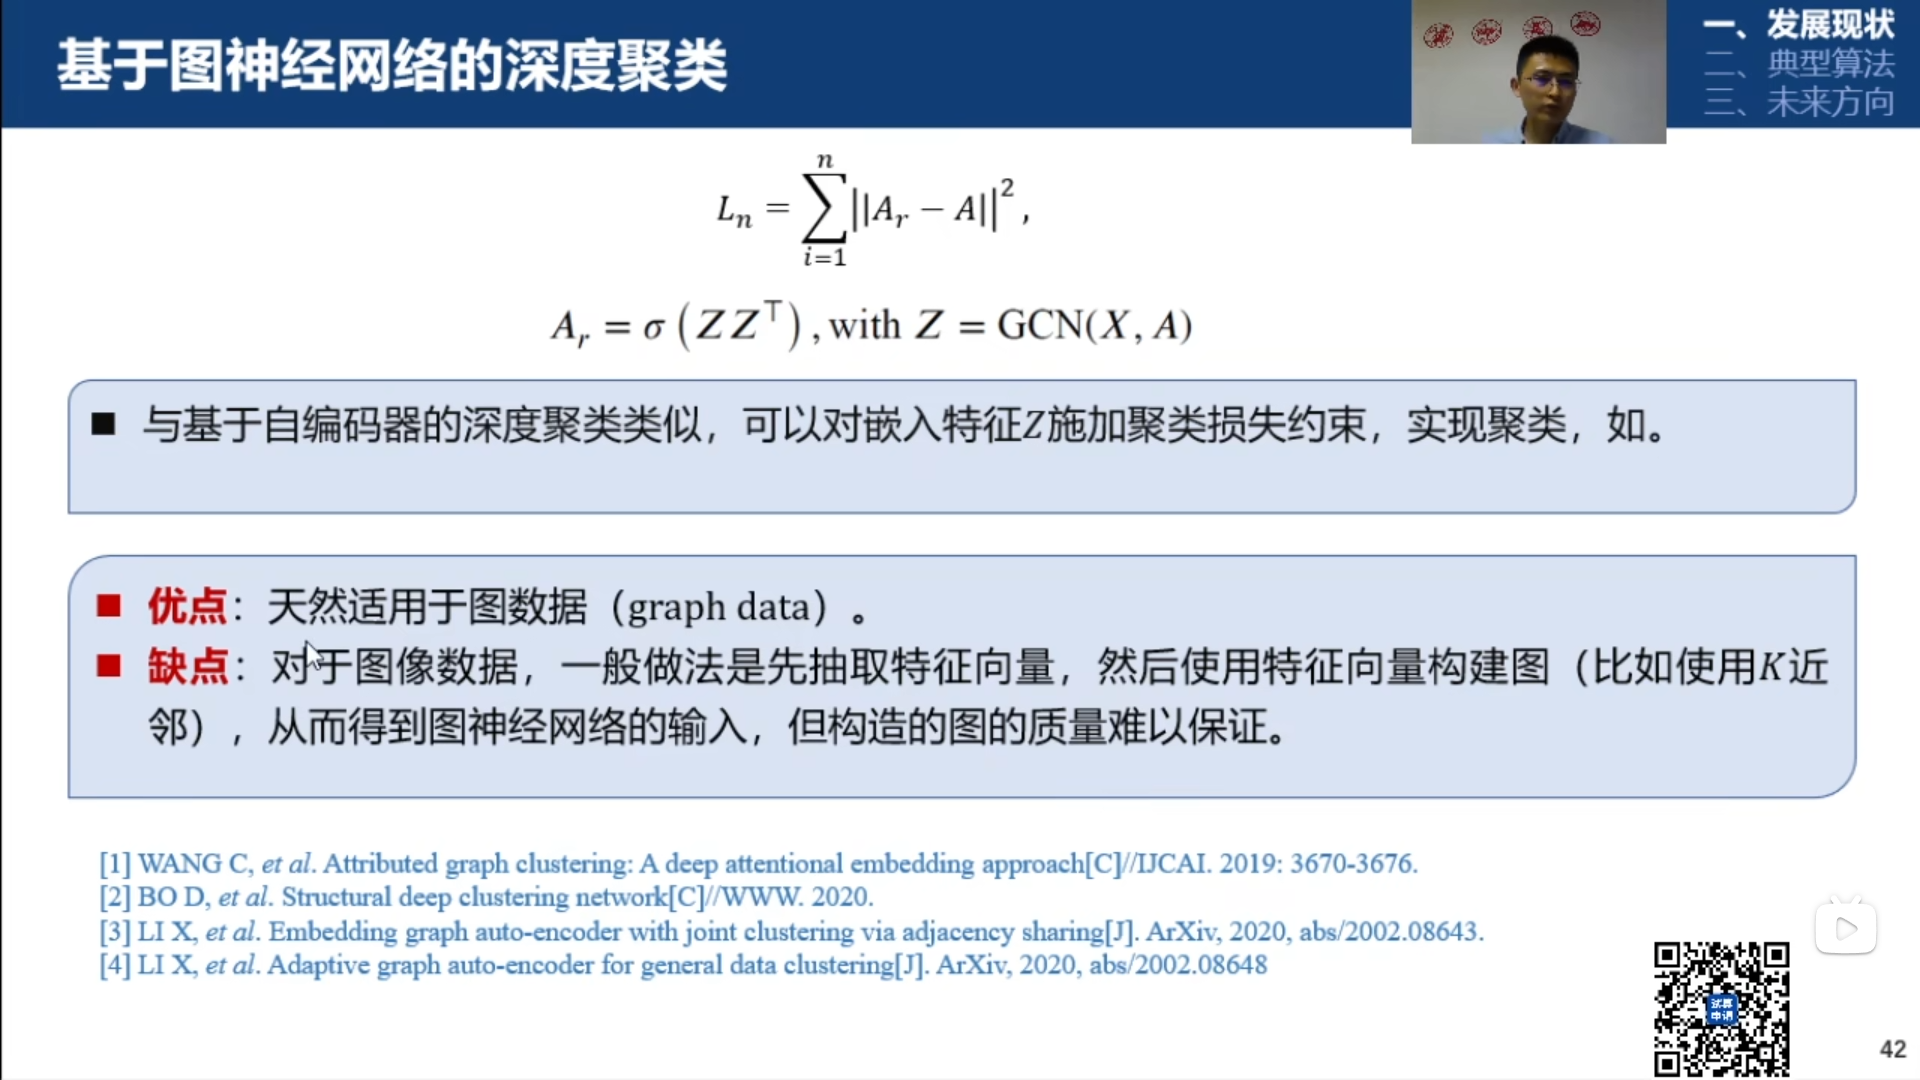 基于图神经网络的深度聚类
一、发展现状
二、典型算法
三、未来方向
L_n = \sum_{i=1}^{n} ||A_r − A||^2,
A_r = σ(ZZ^⊤), with Z = GCN(X, A)
■ 与基于自编码器的深度聚类类似，可以对嵌入特征Z施加聚类损失约束，实现聚类，如。
■ 优点：天然适用于图数据（graph data）。
■ 缺点：对于图像数据，一般做法是先抽取特征向量，然后使用特征向量构建图（比如使用K近
邻），从而得到图神经网络的输入，但构造的图的质量难以保证。
[1] WANG C, et al. Attributed graph clustering: A deep attentional embedding approach[C]//IJCAI. 2019: 3670-3676.
[2] BO D, et al. Structural deep clustering network[C]//WWW. 2020.
[3] LI X, et al. Embedding graph auto-encoder with joint clustering via adjacency sharing[J]. ArXiv, 2020, abs/2002.08643.
[4] LI X, et al. Adaptive graph auto-encoder for general data clustering[J]. ArXiv, 2020, abs/2002.08648
试算
申请
42